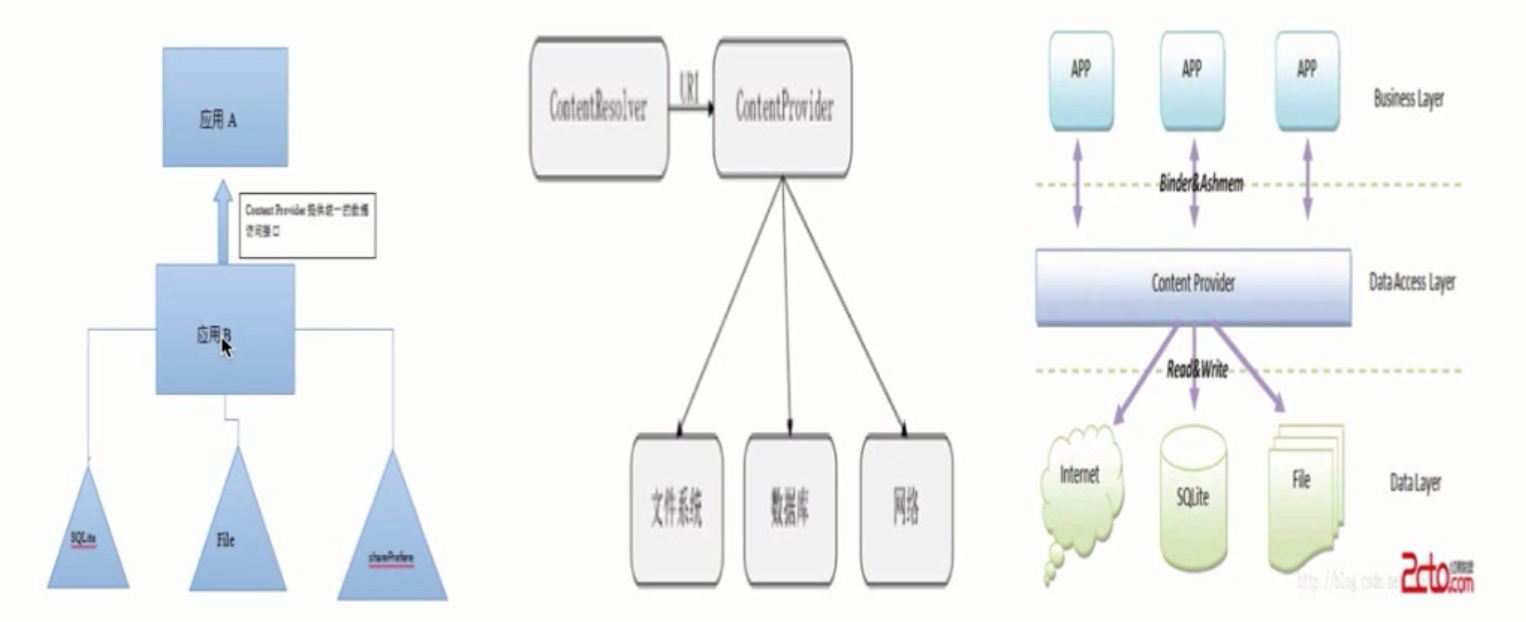 应用 A
Content Provider 提供统一的数据
访问接口
应用 B
SQLite
File
sharePrefere
ContentResolver
URI
ContentProvider
文件系统
数据库
网络
APP
APP
APP
Business Layer
Binder&Ashmem
Content Provider
Data Access Layer
Read&Write
Internet
SQLite
File
Data Layer
http://blog.csdn.ne
2cto
.com